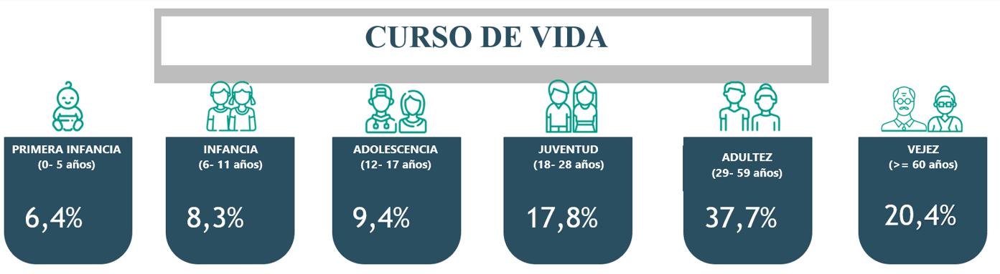 CURSO DE VIDA
PRIMERA INFANCIA
(0- 5 años)
6,4%
INFANCIA
(6- 11 años)
8,3%
ADOLESCENCIA
(12- 17 años)
9,4%
JUVENTUD
(18- 28 años)
17,8%
ADULTEZ
(29- 59 años)
37,7%
VEJEZ
(>= 60 años)
20,4%